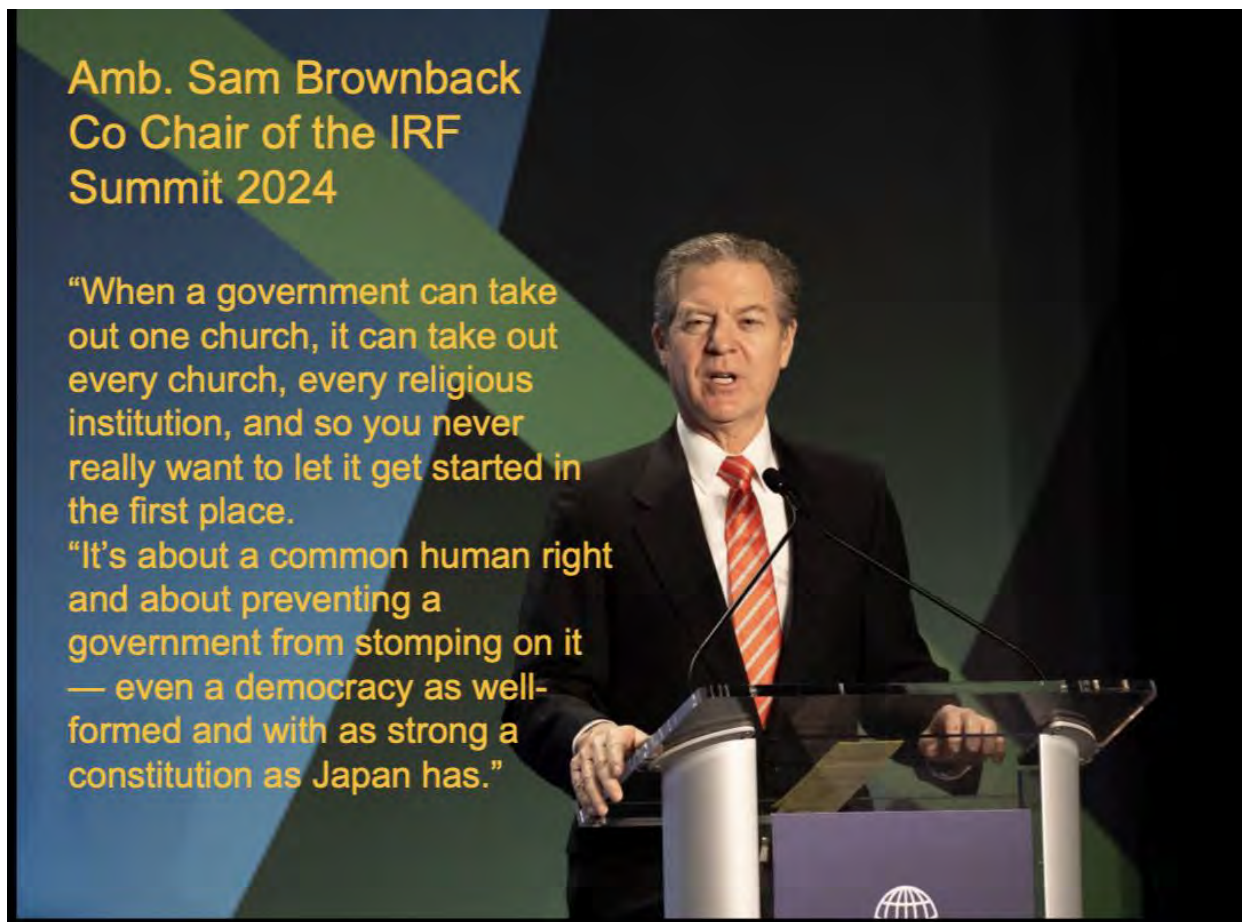 Amb. Sam Brownback
Co Chair of the IRF
Summit 2024
“When a government can take
out one church, it can take out
every church, every religious
institution, and so you never
really want to let it get started in
the first place.
“It’s about a common human right
and about preventing a
government from stomping on it
— even a democracy as well-
formed and with as strong a
constitution as Japan has.”